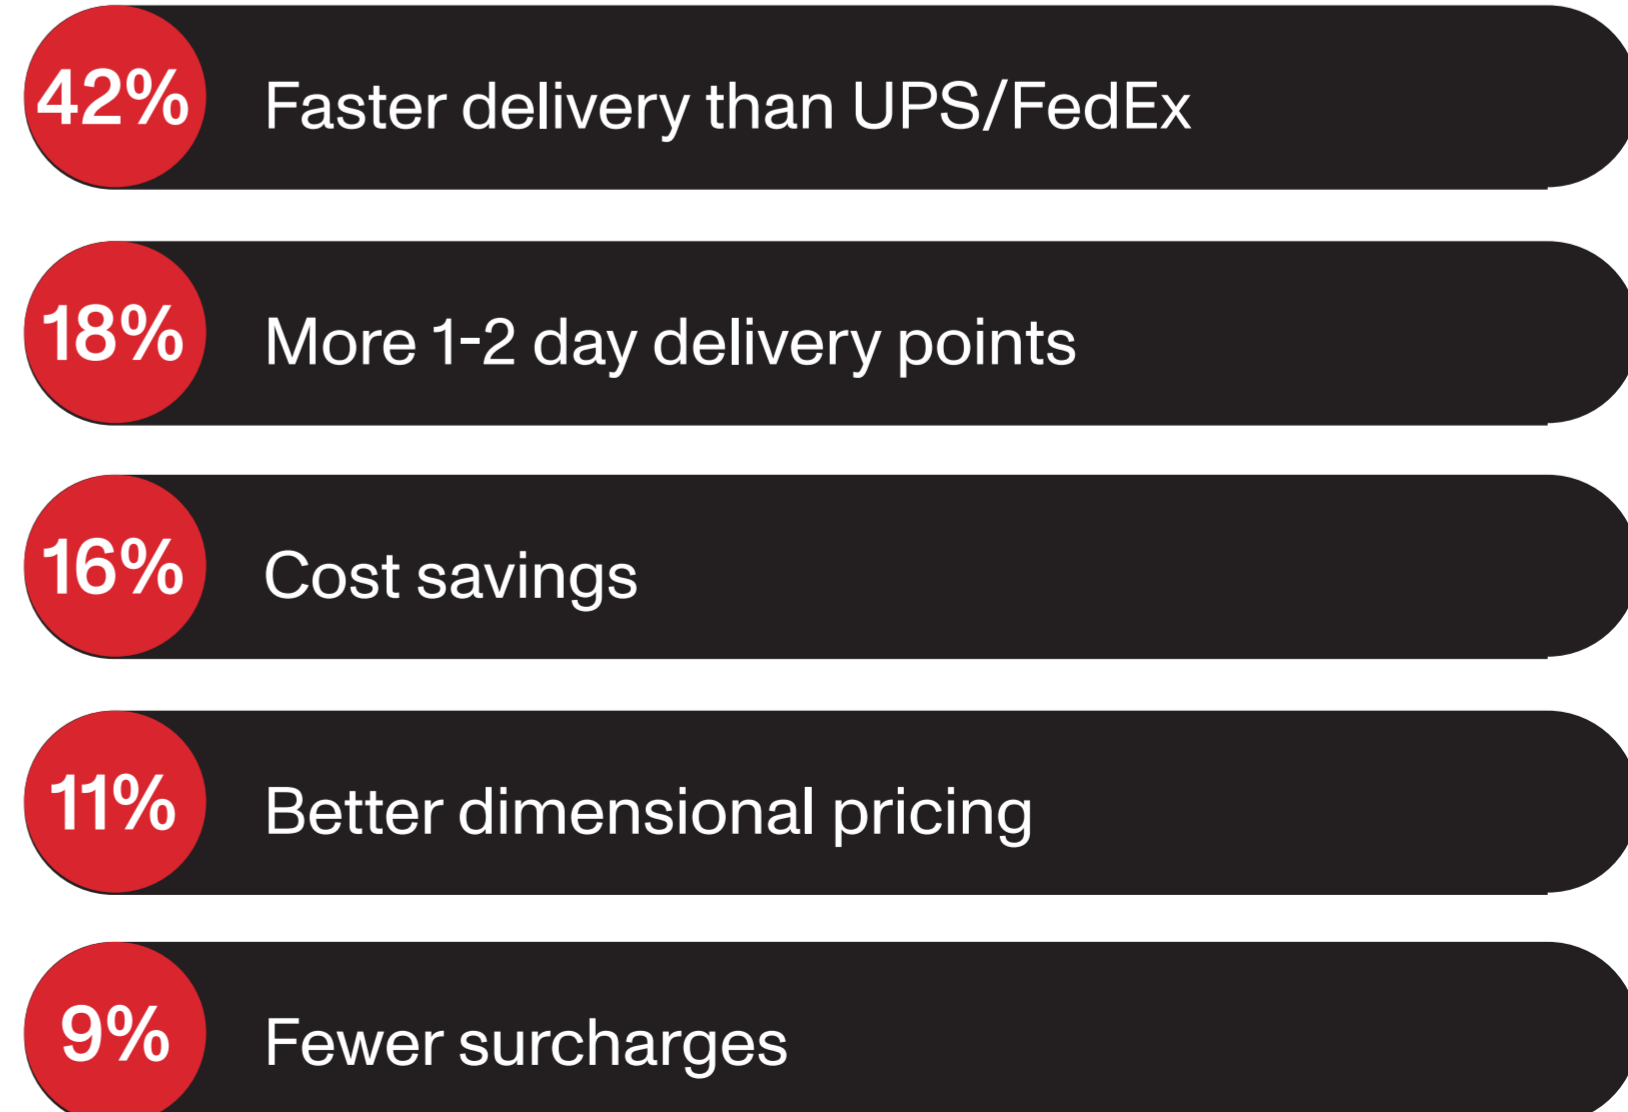 42%
Faster delivery than UPS/FedEx
18%
More 1-2 day delivery points
16%
Cost savings
11%
Better dimensional pricing
9%
Fewer surcharges